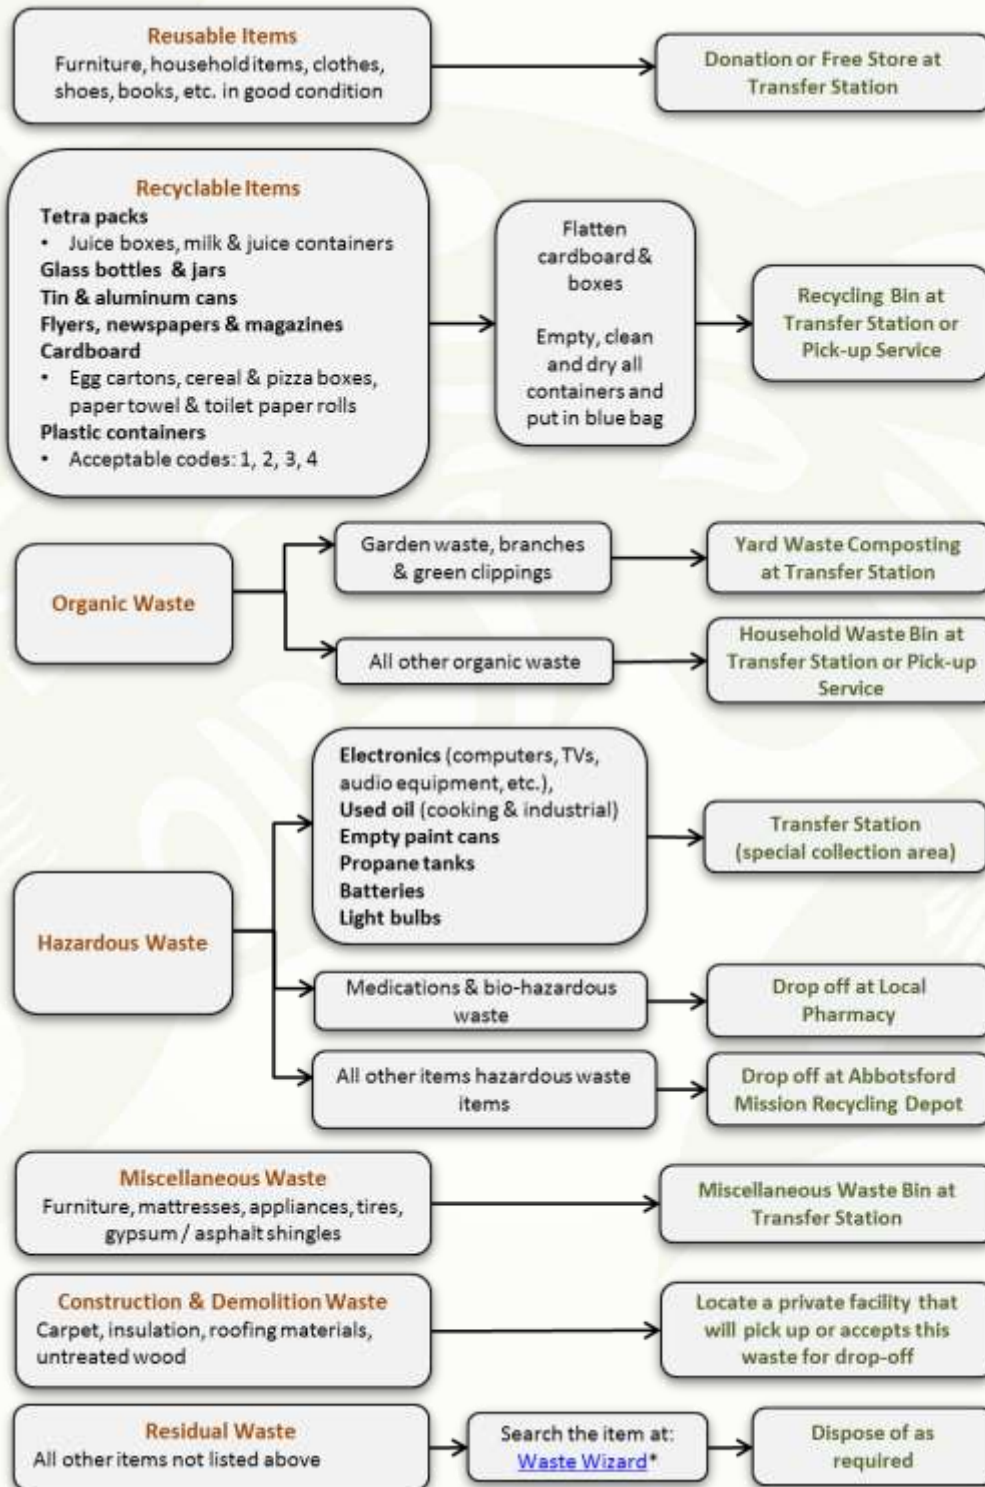 Reusable Items
Furniture, household items, clothes,
shoes, books, etc. in good condition
Donation or Free Store at
Transfer Station
Recyclable Items
Tetra packs
• Juice boxes, milk & juice containers
Glass bottles & jars
Tin & aluminum cans
Flyers, newspapers & magazines
Cardboard
• Egg cartons, cereal & pizza boxes,
paper towel & toilet paper rolls
Plastic containers
• Acceptable codes: 1, 2, 3, 4
Flatten
cardboard &
boxes
Empty, clean
and dry all
containers and
put in blue bag
Recycling Bin at
Transfer Station or
Pick-up Service
Organic Waste
Garden waste, branches
& green clippings
Yard Waste Composting
at Transfer Station
All other organic waste
Household Waste Bin at
Transfer Station or Pick-up
Service
Hazardous Waste
Electronics (computers, TVs,
audio equipment, etc.),
Used oil (cooking & industrial)
Empty paint cans
Propane tanks
Batteries
Light bulbs
Transfer Station
(special collection area)
Medications & bio-hazardous
waste
Drop off at Local
Pharmacy
All other items hazardous waste
items
Drop off at Abbotsford
Mission Recycling Depot
Miscellaneous Waste
Furniture, mattresses, appliances, tires,
gypsum / asphalt shingles
Miscellaneous Waste Bin at
Transfer Station
Construction & Demolition Waste
Carpet, insulation, roofing materials,
untreated wood
Locate a private facility that
will pick up or accepts this
waste for drop-off
Residual Waste
All other items not listed above
Search the item at:
Waste Wizard*
Dispose of as
required